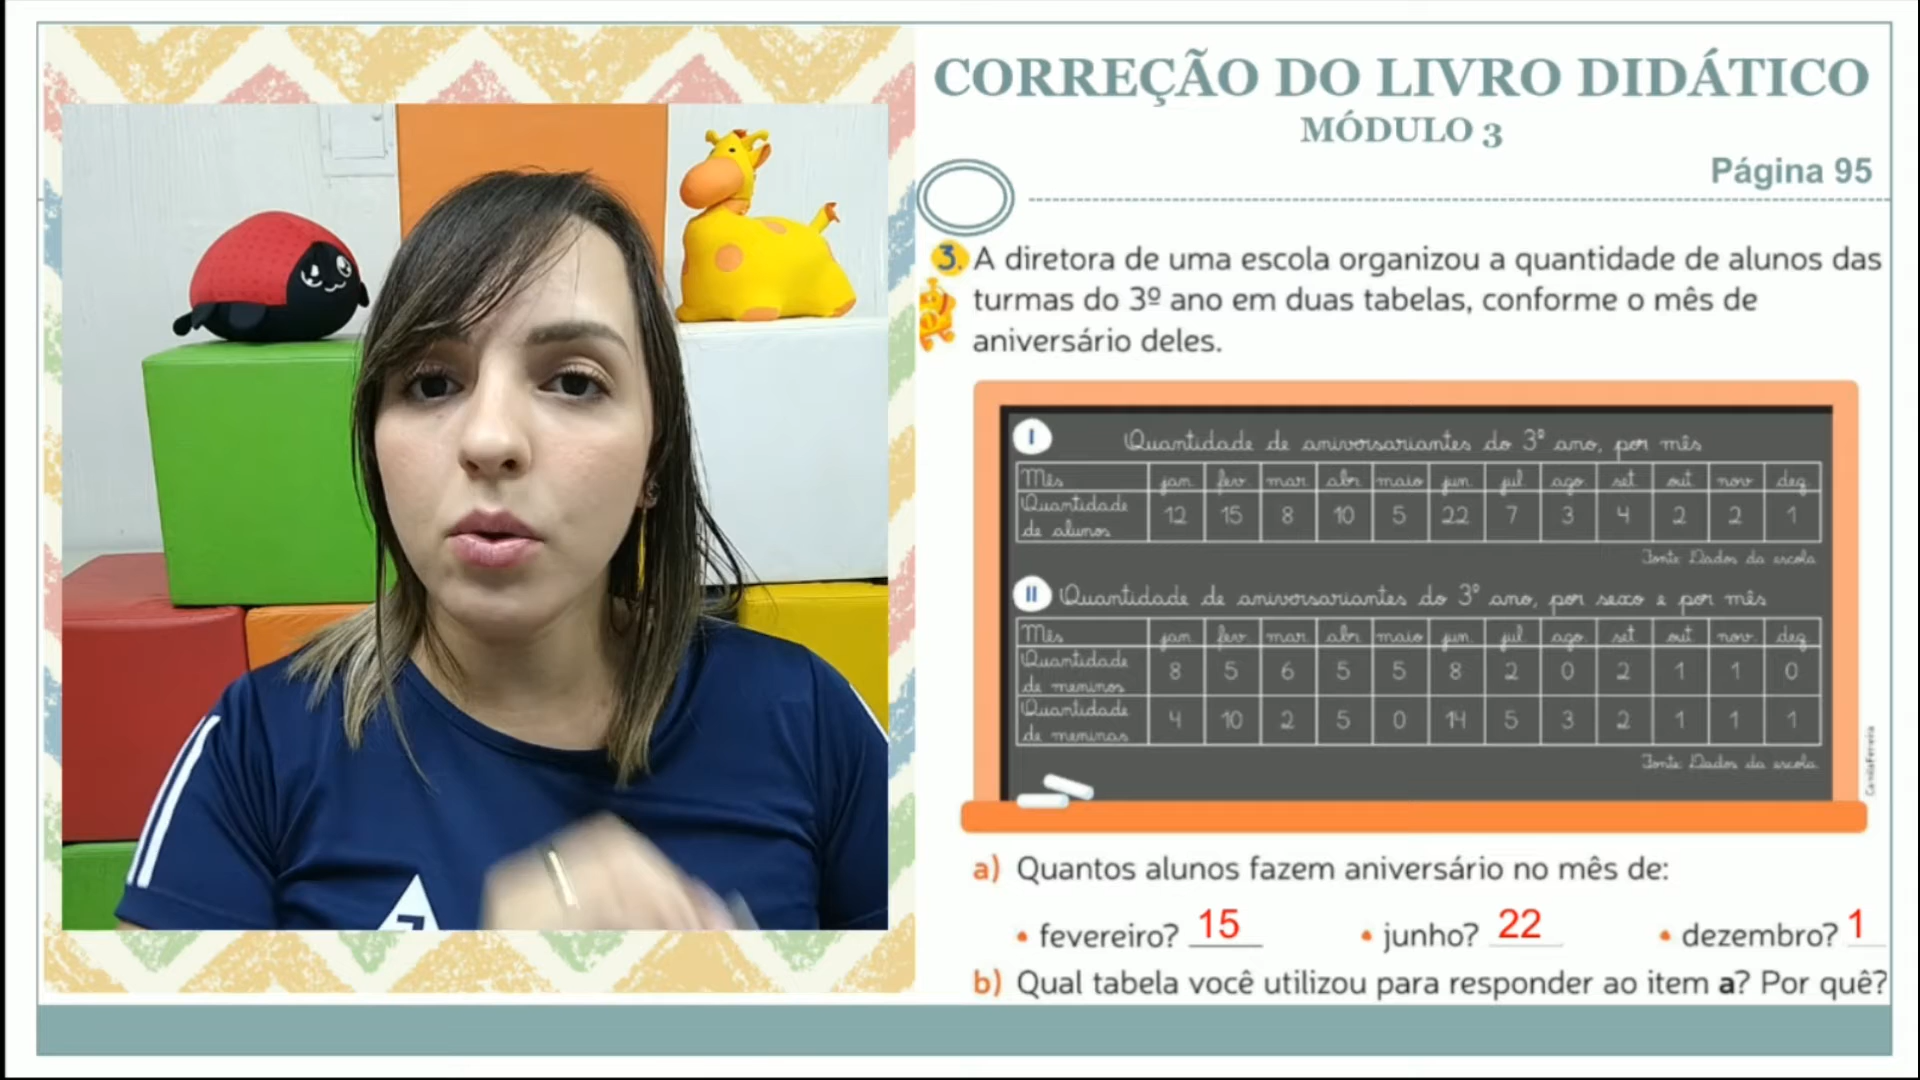 CORREÇÃO DO LIVRO DIDÁTICO
MÓDULO 3
Página 95
3. A diretora de uma escola organizou a quantidade de alunos das
turmas do 3º ano em duas tabelas, conforme o mês de
aniversário deles.
I Quantidade de aniversariantes do 3º ano, por mês
Mês jan. fev. mar. abr. maio jun. jul. ago. set. out. nov. dez.
Quantidade
de alunos 12 15 8 10 5 22 7 3 4 2 2 1
Fonte: Dados da escola.
II Quantidade de aniversariantes do 3º ano, por sexo e por mês
Mês jan. fev. mar. abr. maio jun. jul. ago. set. out. nov. dez.
Quantidade
de meninos 8 5 6 5 5 8 2 0 2 1 1 0
Quantidade
de meninas 4 10 2 5 0 14 5 3 2 1 1 1
Fonte: Dados da escola.
CamilaFerreira
a) Quantos alunos fazem aniversário no mês de:
• fevereiro? 15 • junho? 22 • dezembro? 1
b) Qual tabela você utilizou para responder ao item a? Por quê?